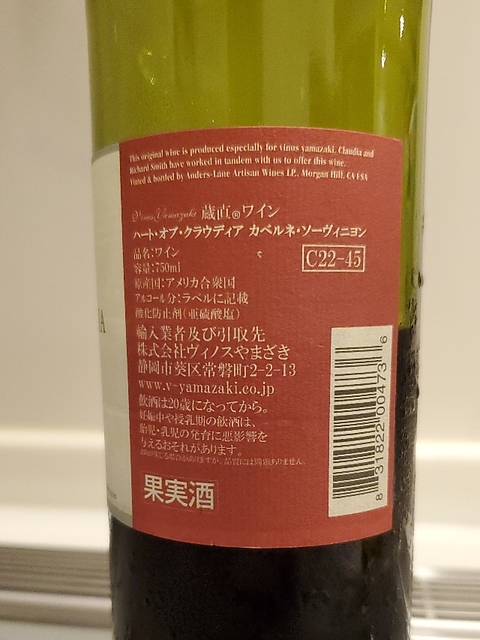 This original wine is produced especially for vinos yamazaki. Claudia and
Richard Smith have worked in tandem with us to offer this wine.
Vinted & bottled by Anders-Lane Artisan Wines LP., Morgan Hill, CA USA
Vinos Yamazaki 蔵直®ワイン
ハート・オブ・クラウディア カベルネ・ソーヴィニヨン
品名:ワイン
C22-45
容量:750ml
原産国:アメリカ合衆国
アルコール分:ラベルに記載
酸化防止剤(亜硫酸塩)
輸入業者及び引取先
株式会社ヴィノスやまざき
静岡市葵区常磐町2-2-13
www.v-yamazaki.co.jp
飲酒は20歳になってから。
妊娠中や授乳期の飲酒は、
胎児・乳児の発育に悪影響を
与えるおそれがあります。
果実酒
8 31822 00473 6
IA